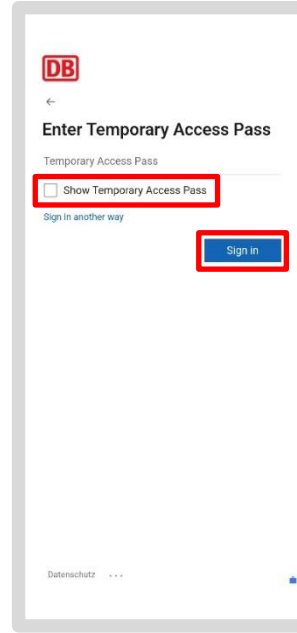 DB
Enter Temporary Access Pass
Temporary Access Pass
Show Temporary Access Pass
Sign in another way
Sign in
Datenschutz ...